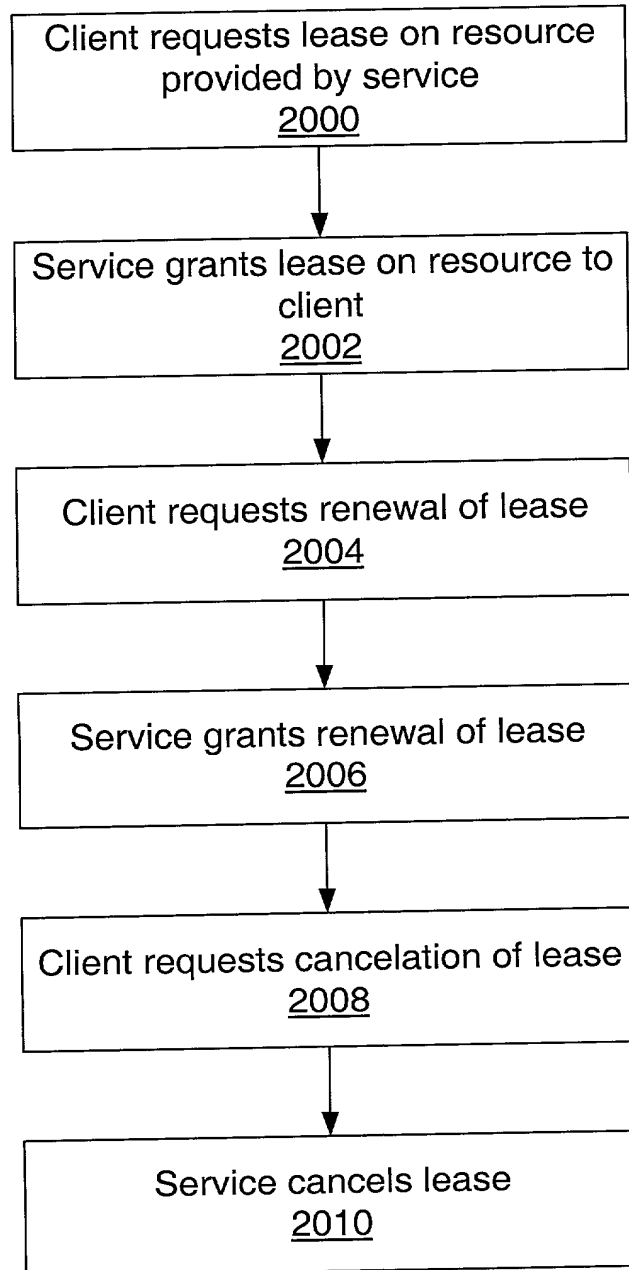 Client requests lease on resource
provided by service
2000
Service grants lease on resource to
client
2002
Client requests renewal of lease
2004
Service grants renewal of lease
2006
Client requests cancelation of lease
2008
Service cancels lease
2010